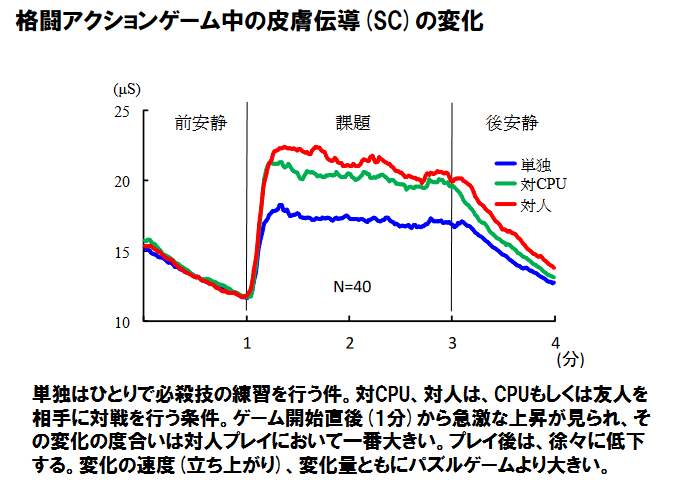 格闘アクションゲーム中の皮膚伝導(SC)の変化
(μS)
25
前安静
課題
後安静
単独
20
対CPU
対人
15
N=40
10
1
2
3
4
(分)
単独はひとりで必殺技の練習を行う件。対CPU、対人は、CPUもしくは友人を
相手に対戦を行う条件。ゲーム開始直後(1分)から急激な上昇が見られ、そ
の変化の度合いは対人プレイにおいて一番大きい。プレイ後は、徐々に低下
する。変化の速度(立ち上がり)、変化量ともにパズルゲームより大きい。